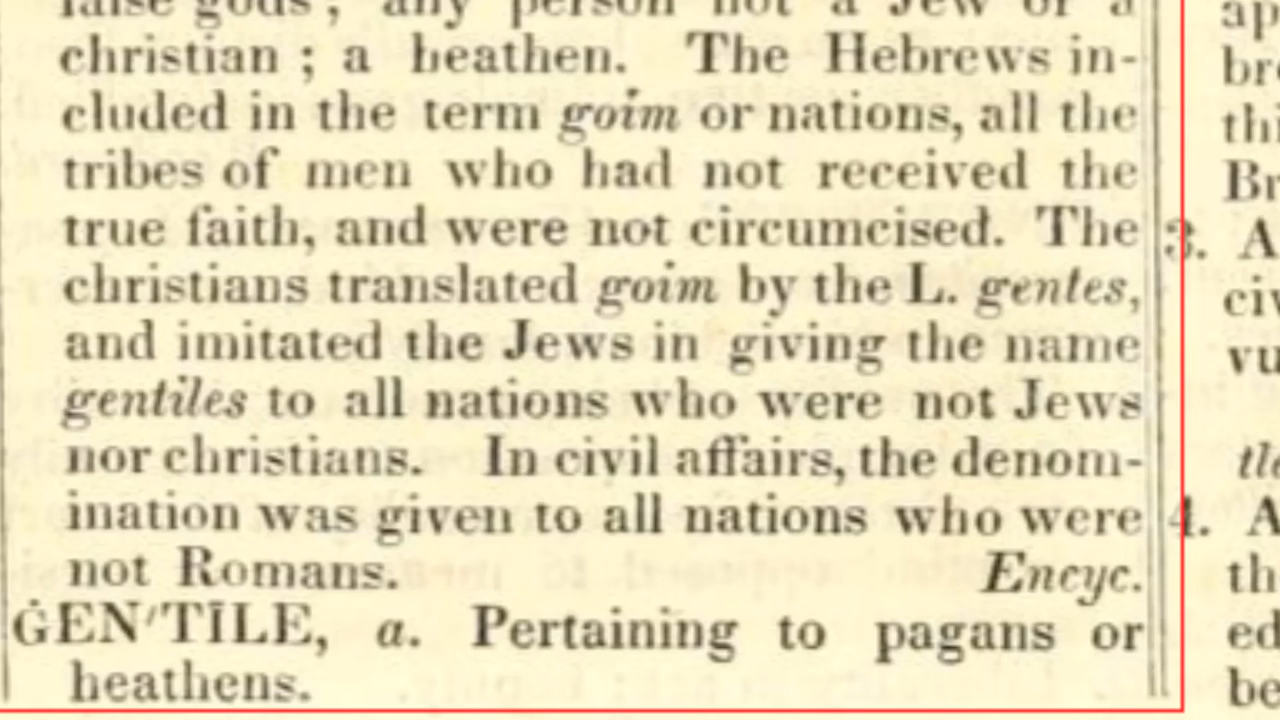 false gods; any person not a Jew or a
christian; a heathen. The Hebrews in-
cluded in the term goim or nations, all the
tribes of men who had not received the
true faith, and were not circumcised. The
christians translated goim by the L. gentes,
and imitated the Jews in giving the name
gentiles to all nations who were not Jews
nor christians. In civil affairs, the denom-
ination was given to all nations who were
not Romans. Encyc.
ĠEN'TĪLE, a. Pertaining to pagans or
heathens.
3. A
4. A